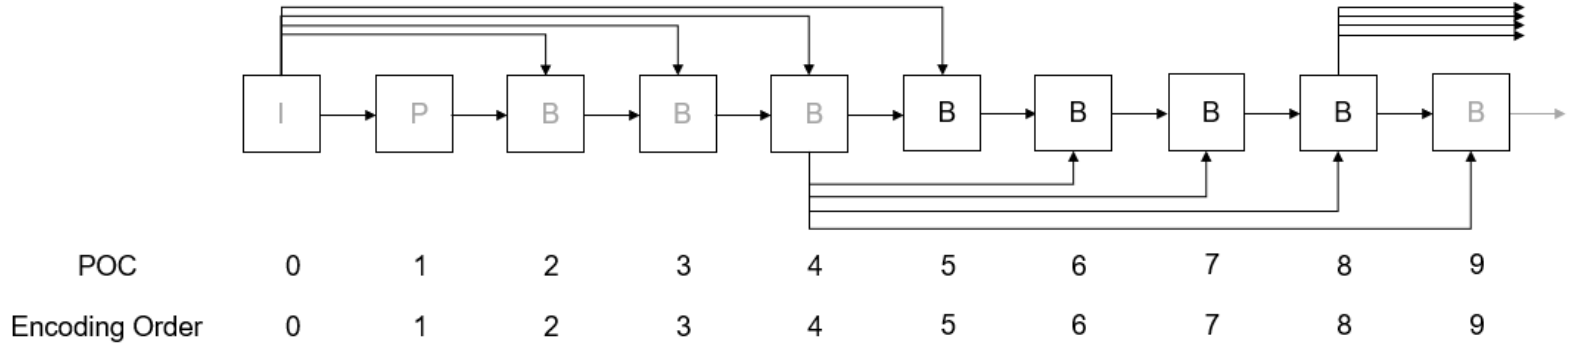 I P B B B B B B B B
POC 0 1 2 3 4 5 6 7 8 9
Encoding Order 0 1 2 3 4 5 6 7 8 9